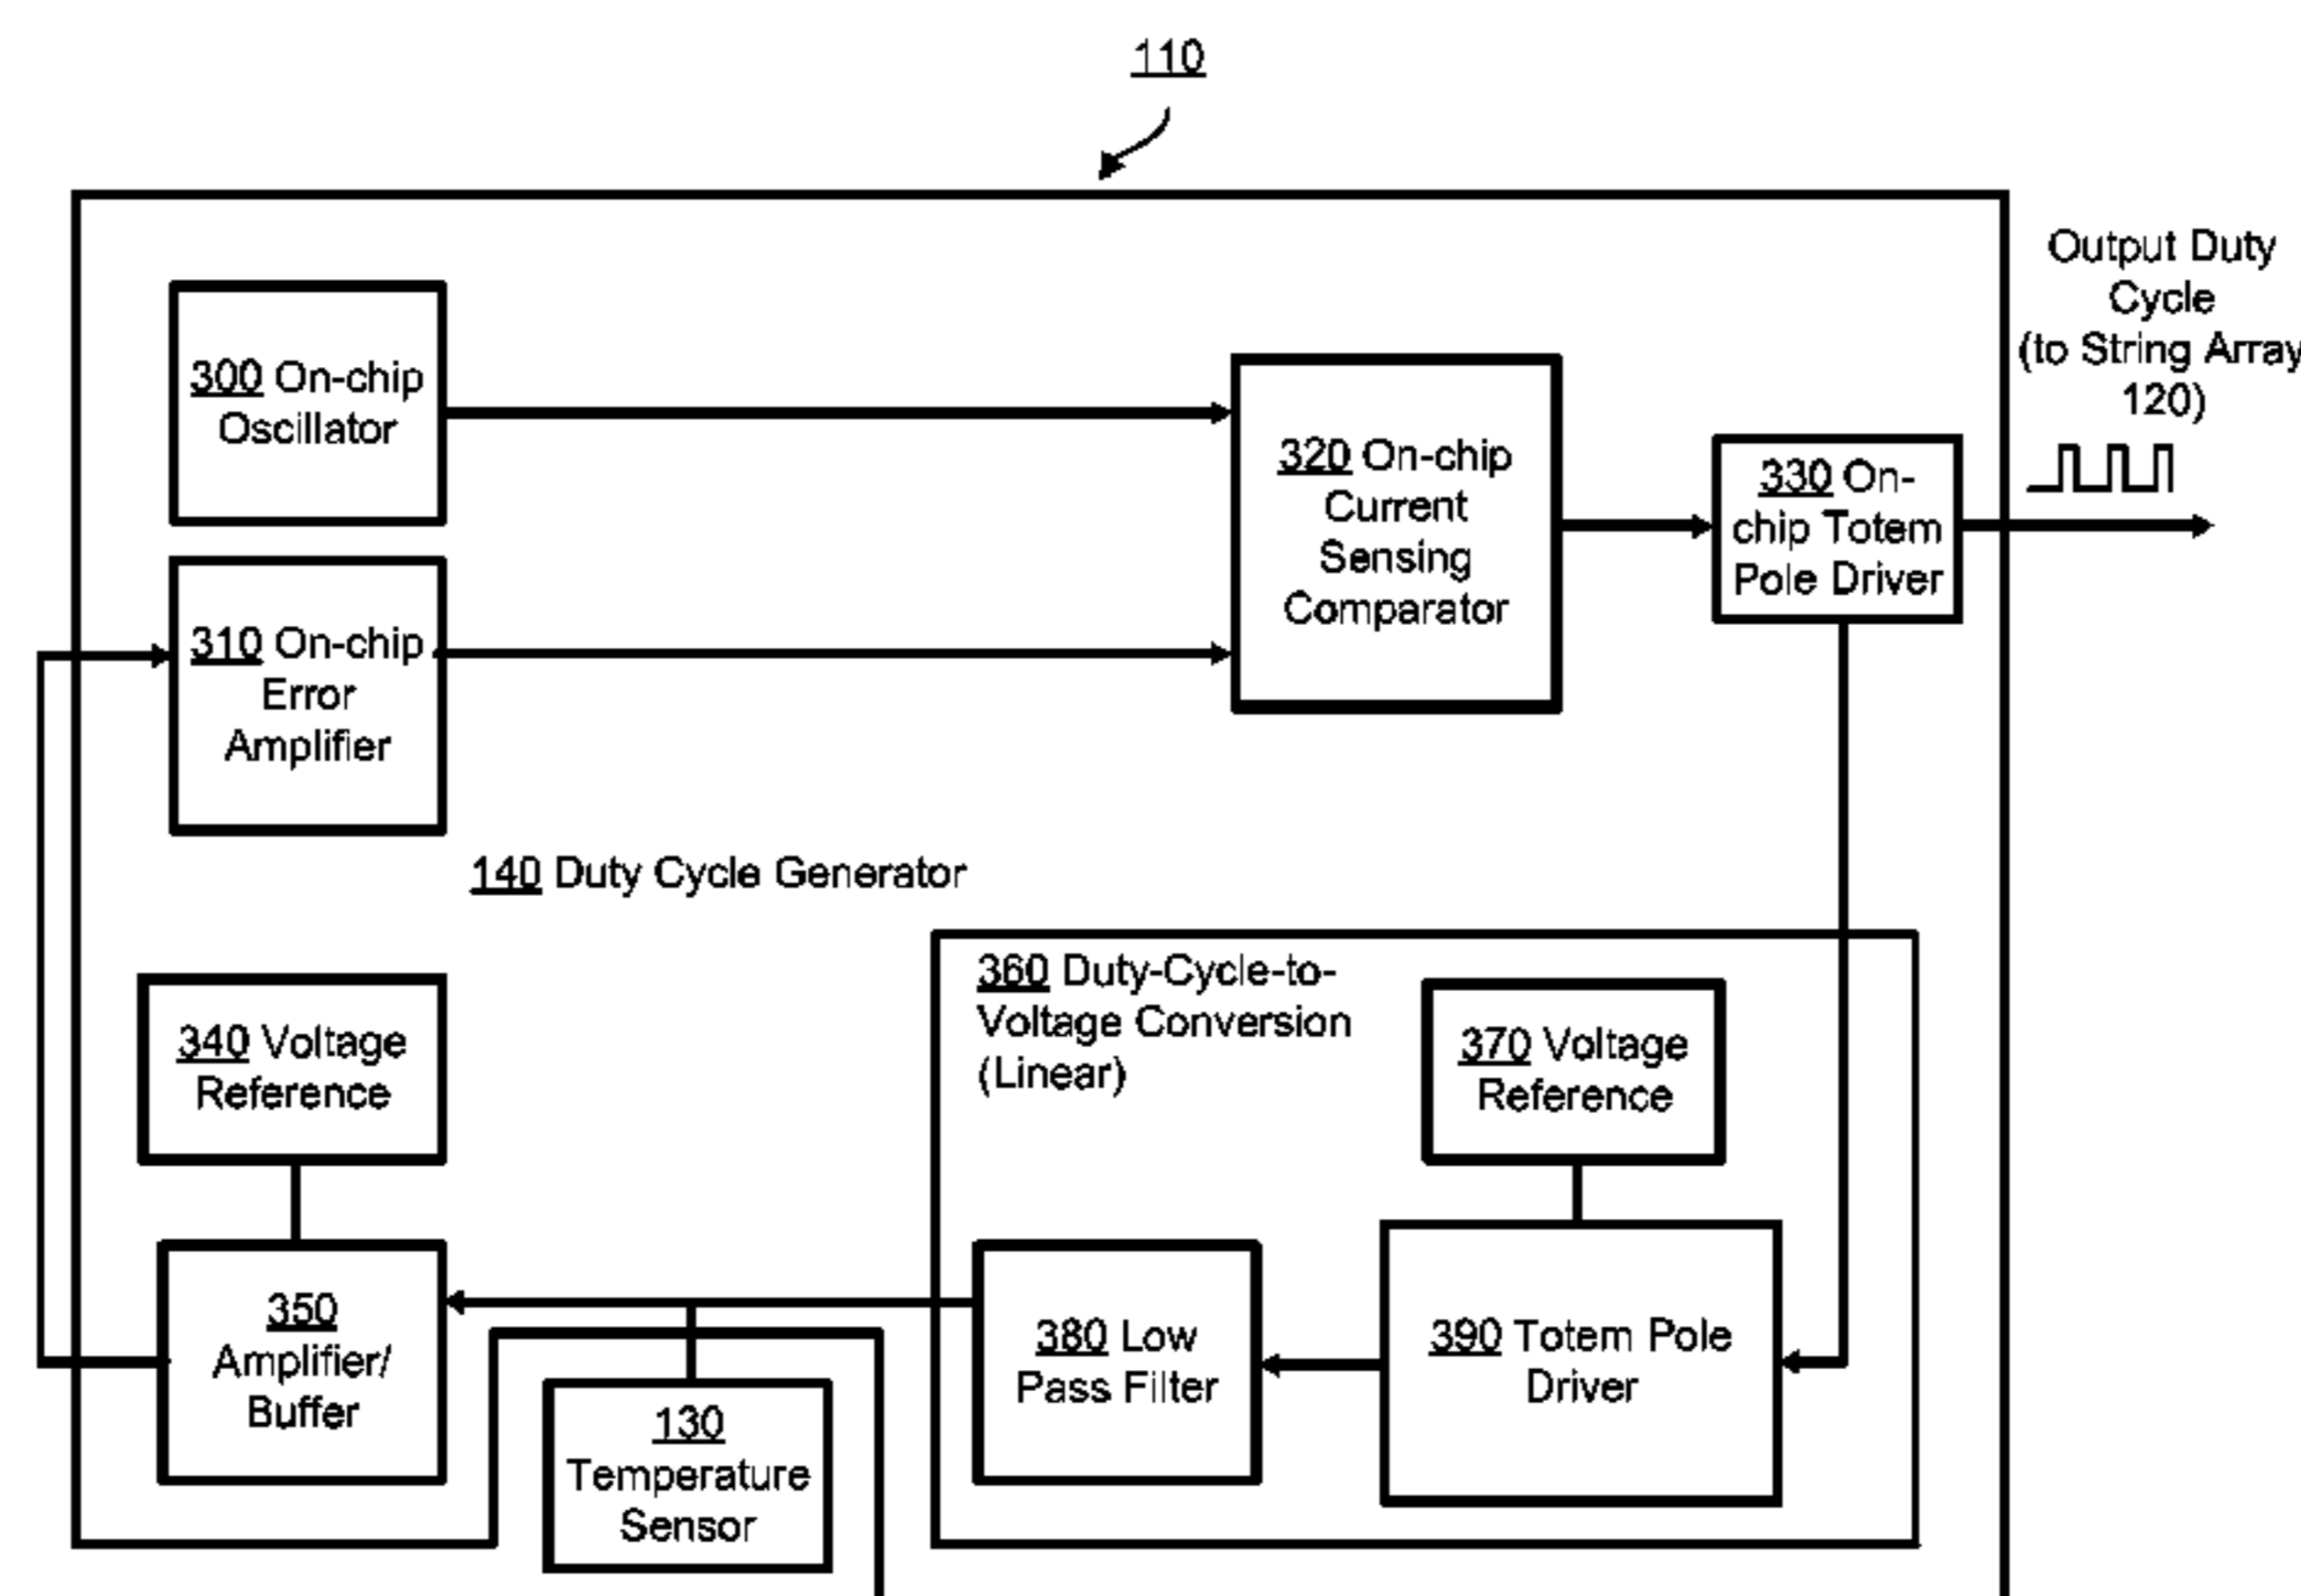 110
Output Duty
Cycle
(to String Array
120)
300 On-chip
Oscillator
320 On-chip
Current
Sensing
Comparator
330 On-
chip Totem
Pole Driver
310 On-chip
Error
Amplifier
140 Duty Cycle Generator
360 Duty-Cycle-to-
Voltage Conversion
(Linear)
340 Voltage
Reference
370 Voltage
Reference
350
Amplifier/
Buffer
380 Low
Pass Filter
390 Totem Pole
Driver
130
Temperature
Sensor